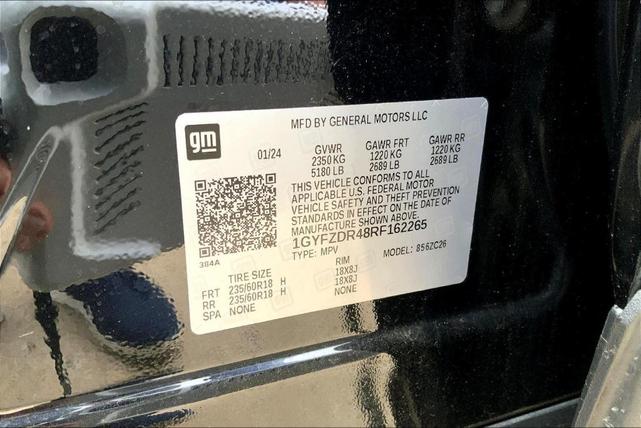 MFD BY GENERAL MOTORS LLC
gm
01/24
GVWR GAWR FRT GAWR RR
2350 KG 1220 KG 1220 KG
5180 LB 2689 LB 2689 LB
THIS VEHICLE CONFORMS TO ALL
APPLICABLE U.S. FEDERAL MOTOR
VEHICLE SAFETY AND THEFT PREVENTION
STANDARDS IN EFFECT ON THE DATE OF
MANUFACTURE SHOWN ABOVE.
1GYFZDR48RF162265
TYPE: MPV MODEL: 856ZC26
384A
TIRE SIZE RIM
FRT 235/60R18 H 18X8J
RR 235/60R18 H 18X8J
SPA NONE NONE